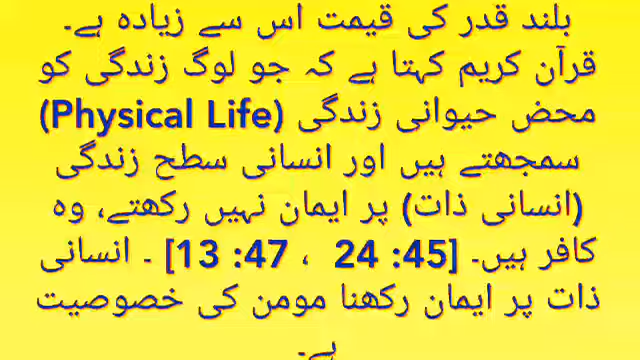 بلند قدر کی قیمت اس سے زیادہ ہے۔
قرآن کریم کہتا ہے کہ جو لوگ زندگی کو
محض حیوانی زندگی (Physical Life)
سمجھتے ہیں اور انسانی سطح زندگی
(انسانی ذات) پر ایمان نہیں رکھتے، وہ
کافر ہیں۔ [45: 24 ، 47: 13] ۔ انسانی
ذات پر ایمان رکھنا مومن کی خصوصیت
ہے۔